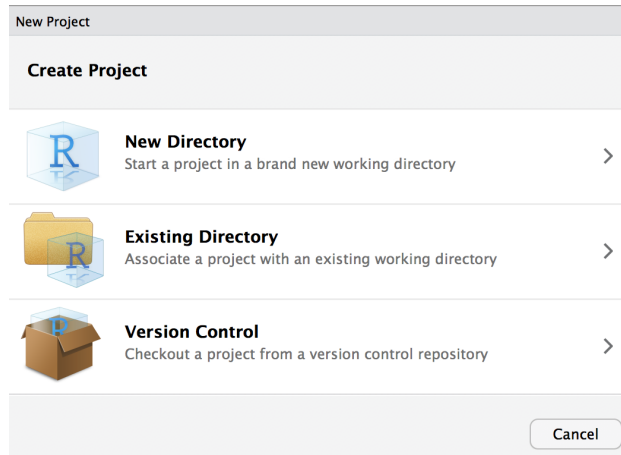 New Project
Create Project
R
New Directory
Start a project in a brand new working directory
R
Existing Directory
Associate a project with an existing working directory
R
Version Control
Checkout a project from a version control repository
Cancel